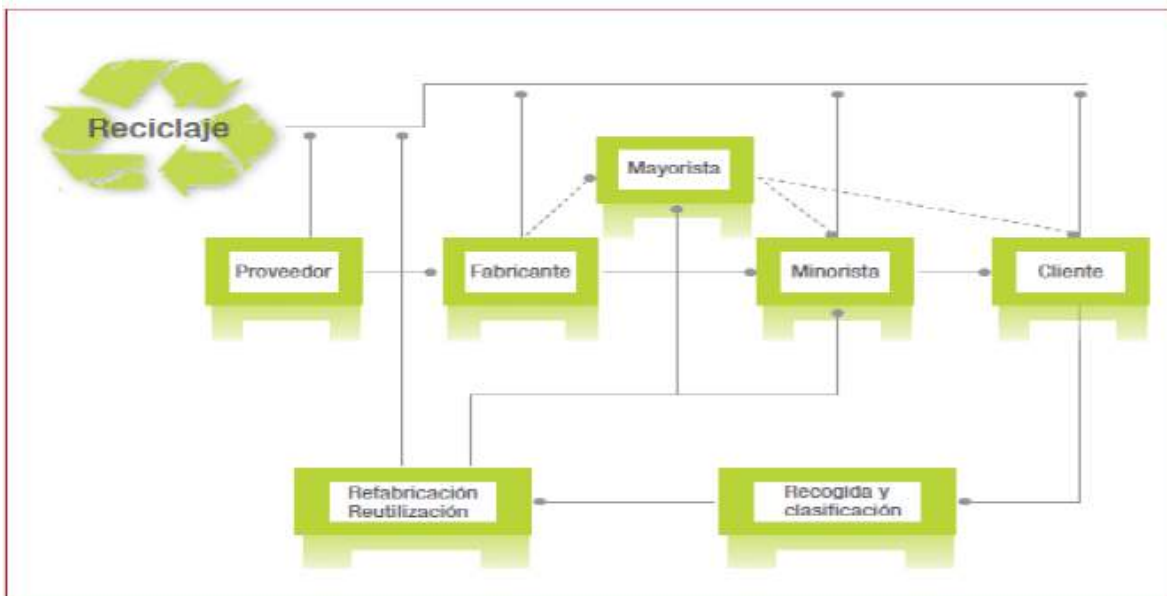 Reciclaje
Mayorista
Proveedor
Fabricante
Minorista
Cliente
Refabricación
Reutilización
Recogida y
clasificación